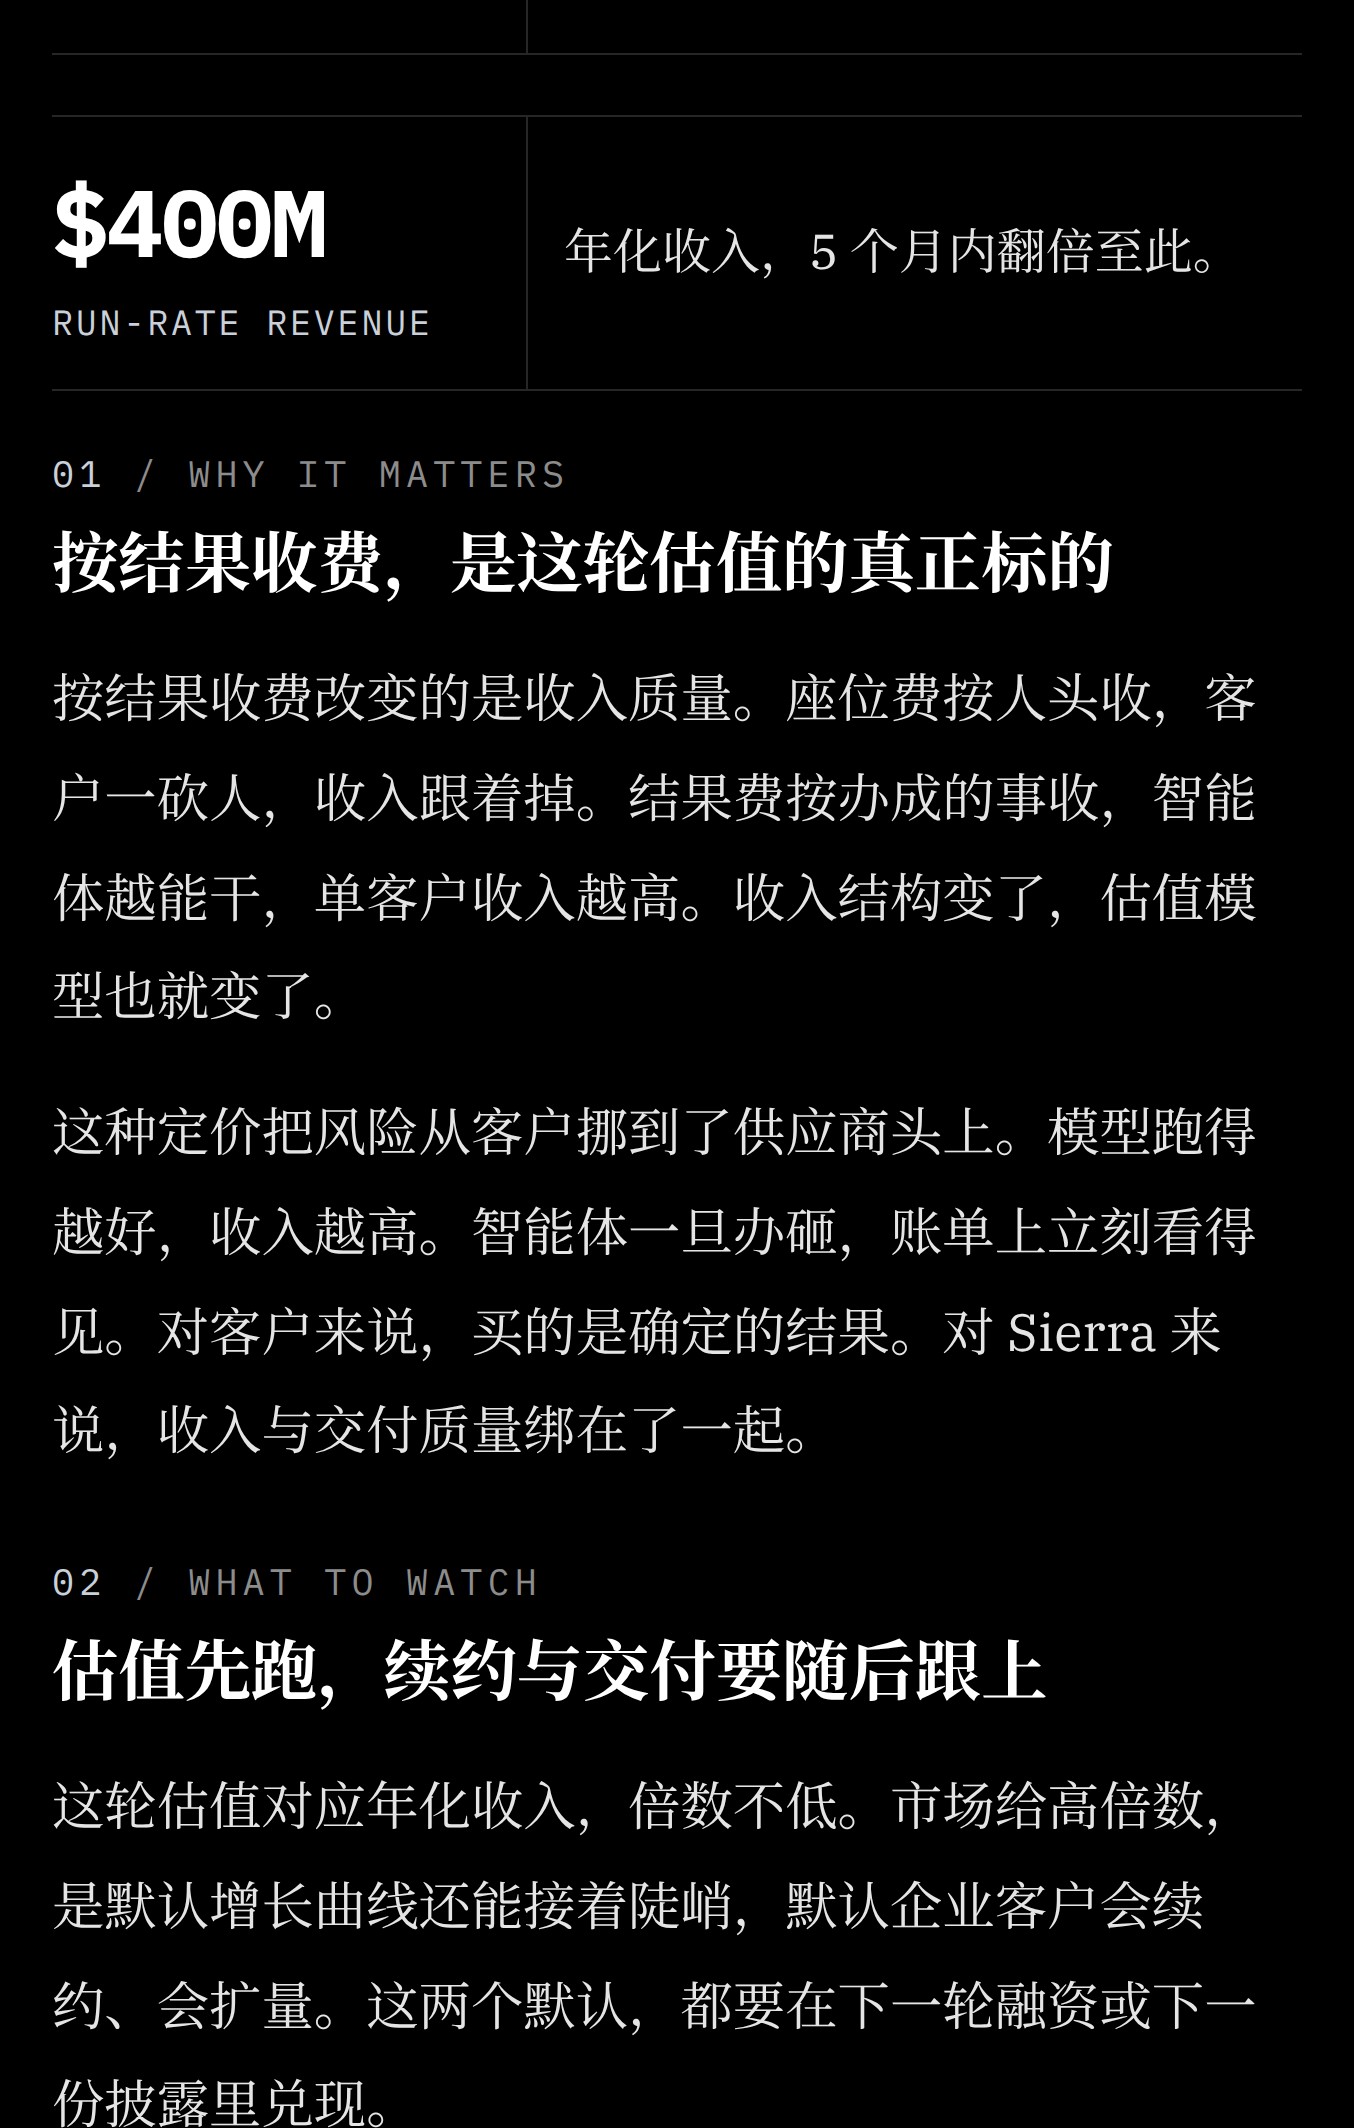 $400M
RUN-RATE REVENUE
年化收入，5 个月内翻倍至此。
01 / WHY IT MATTERS
按结果收费，是这轮估值的真正标的
按结果收费改变的是收入质量。座位费按人头收，客
户一砍人，收入跟着掉。结果费按办成的事收，智能
体越能干，单客户收入越高。收入结构变了，估值模
型也就变了。
这种定价把风险从客户挪到了供应商头上。模型跑得
越好，收入越高。智能体一旦办砸，账单上立刻看得
见。对客户来说，买的是确定的结果。对 Sierra 来
说，收入与交付质量绑在了一起。
02 / WHAT TO WATCH
估值先跑，续约与交付要随后跟上
这轮估值对应年化收入，倍数不低。市场给高倍数，
是默认增长曲线还能接着陡峭，默认企业客户会续
约、会扩量。这两个默认，都要在下一轮融资或下一
份披露里兑现。